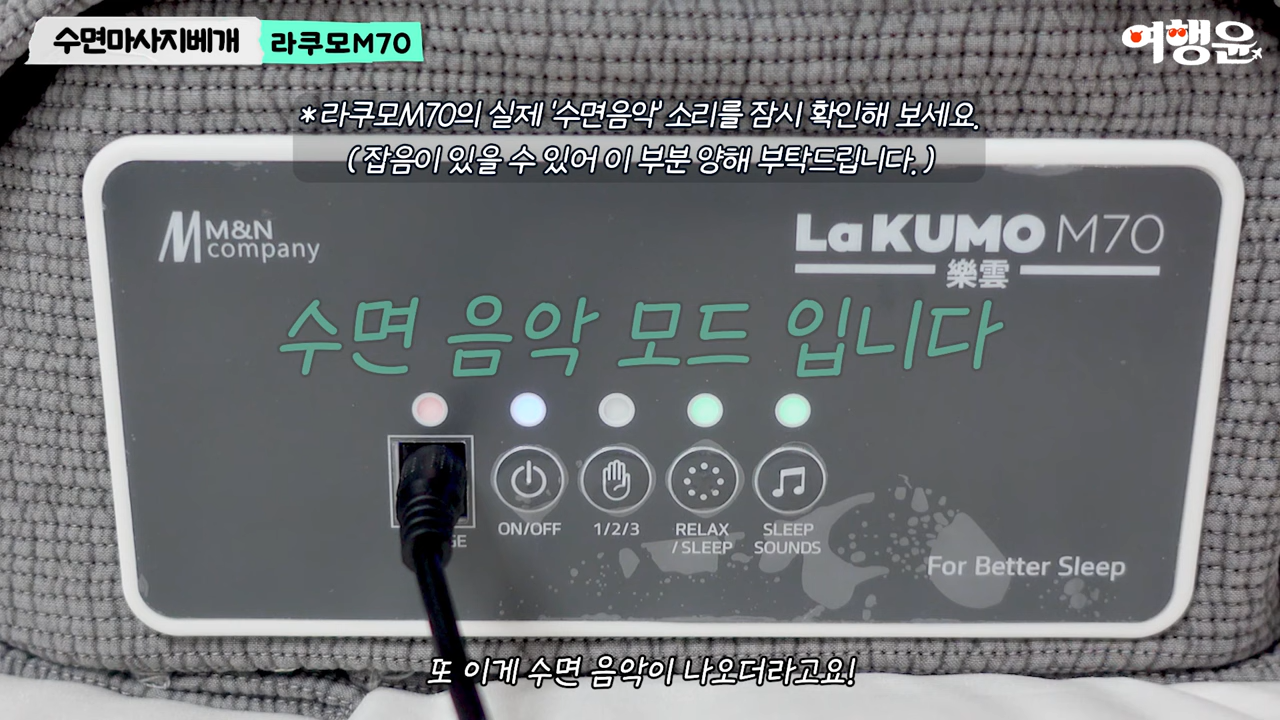 수면마사지베개 라쿠모M70
여행윤
*라쿠모M70의 실제 '수면음악' 소리를 잠시 확인해 보세요.
( 잡음이 있을 수 있어 이 부분 양해 부탁드립니다. )
M&N company
LaKUMO M70
樂雲
수면 음악 모드 입니다
ON/OFF
1/2/3
RELAX
/ SLEEP
SLEEP
SOUNDS
For Better Sleep
또 이게 수면 음악이 나오더라고요!